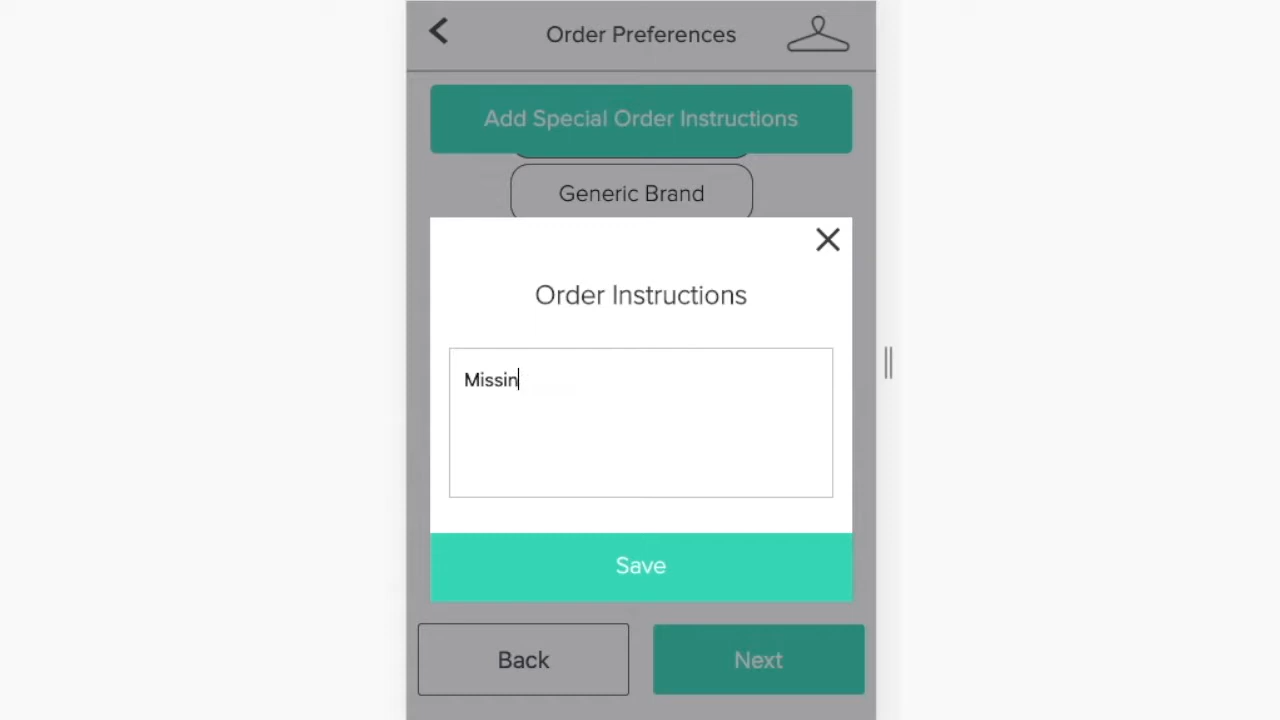 Order Preferences
Add Special Order Instructions
Generic Brand
Order Instructions
Missin
Save
Back
Next